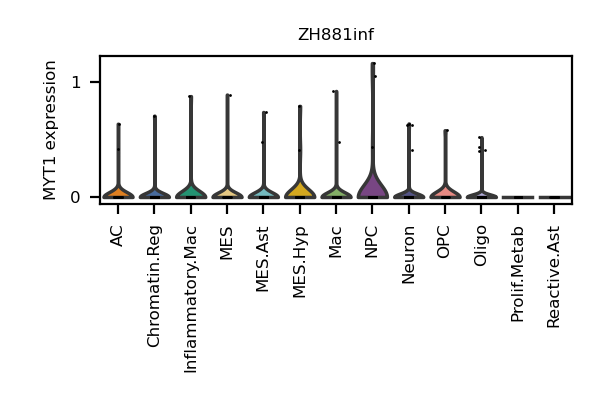 ZH881inf
MYT1 expression
1
0
AC
Chromatin.Reg
Inflammatory.Mac
MES
MES.Ast
MES.Hyp
Mac
NPC
Neuron
OPC
Oligo
Prolif.Metab
Reactive.Ast